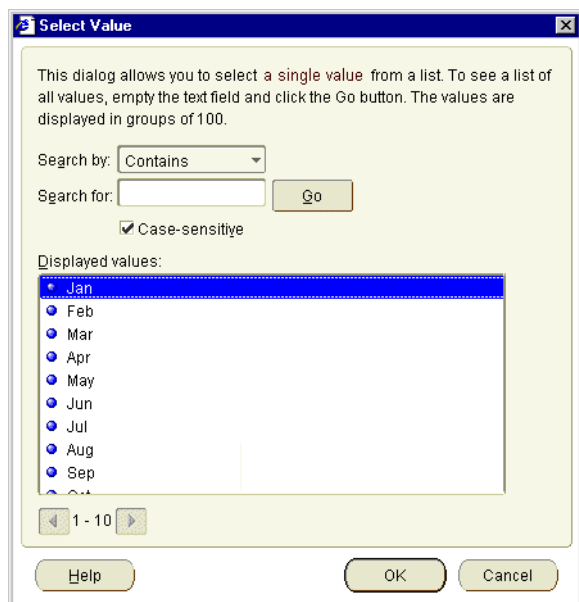 Select Value
This dialog allows you to select a single value from a list. To see a list of
all values, empty the text field and click the Go button. The values are
displayed in groups of 100.
Search by: Contains
Search for: Go
Case-sensitive
Displayed values:
Jan
Feb
Mar
Apr
May
Jun
Jul
Aug
Sep
1 - 10
Help OK Cancel